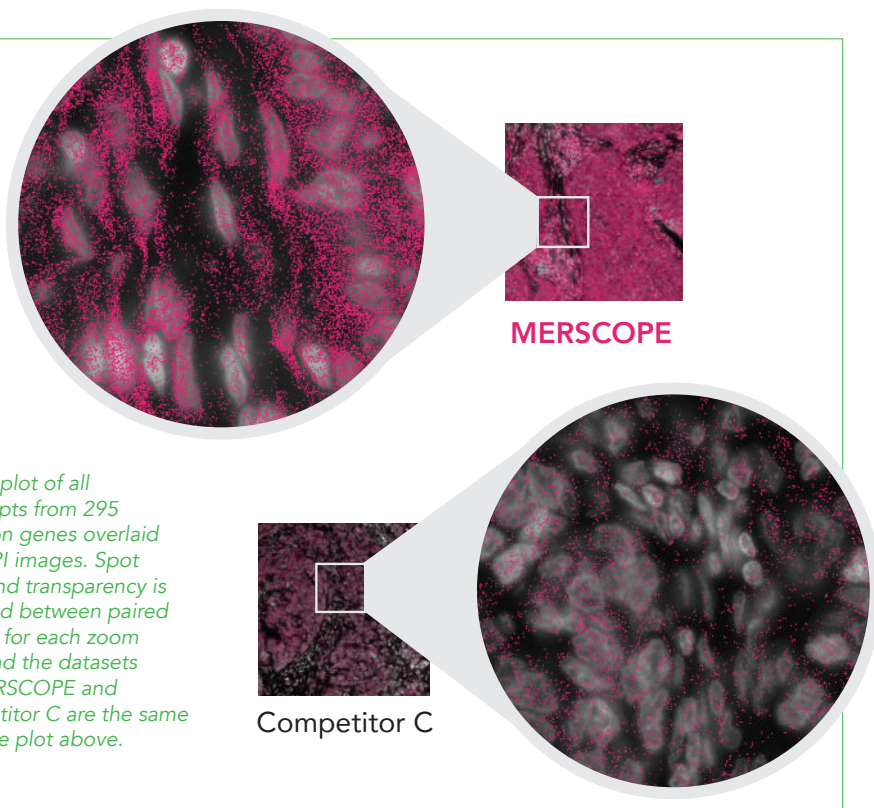 MERSCOPE
plot of all
pts from 295
on genes overlaid
PI images. Spot
nd transparency is
d between paired
for each zoom
nd the datasets
RSCOPE and
titor C are the same
e plot above.
Competitor C